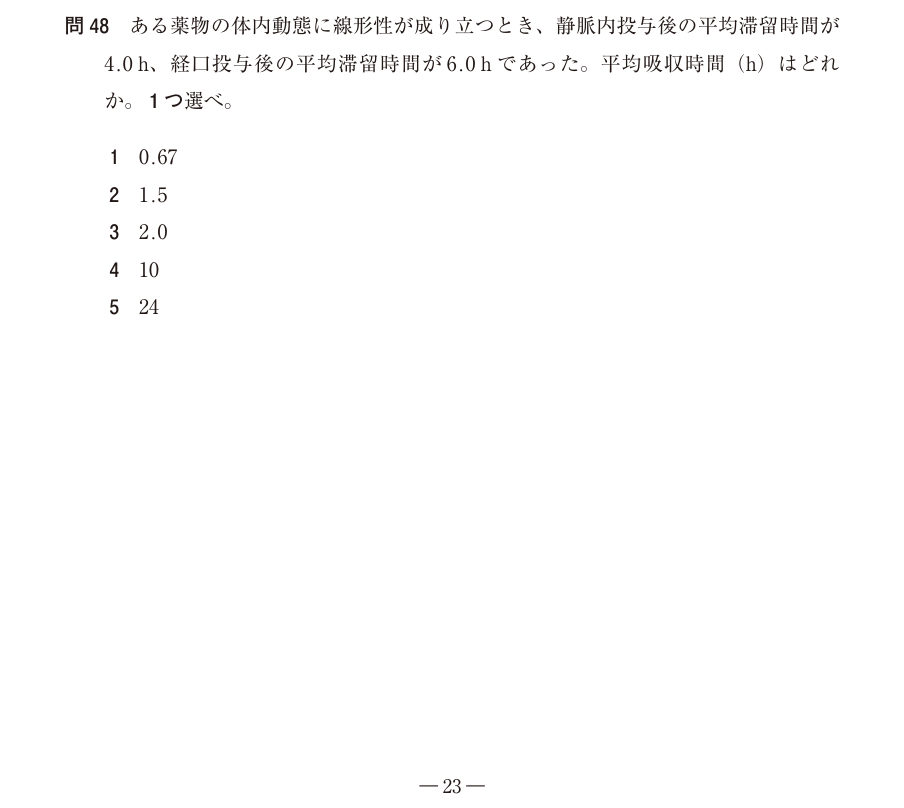 問 48　ある薬物の体内動態に線形性が成り立つとき、静脈内投与後の平均滞留時間が
4.0 h、経口投与後の平均滞留時間が 6.0 h であった。平均吸収時間（h）はどれ
か。1つ選べ。
1　0.67
2　1.5
3　2.0
4　10
5　24
— 23 —